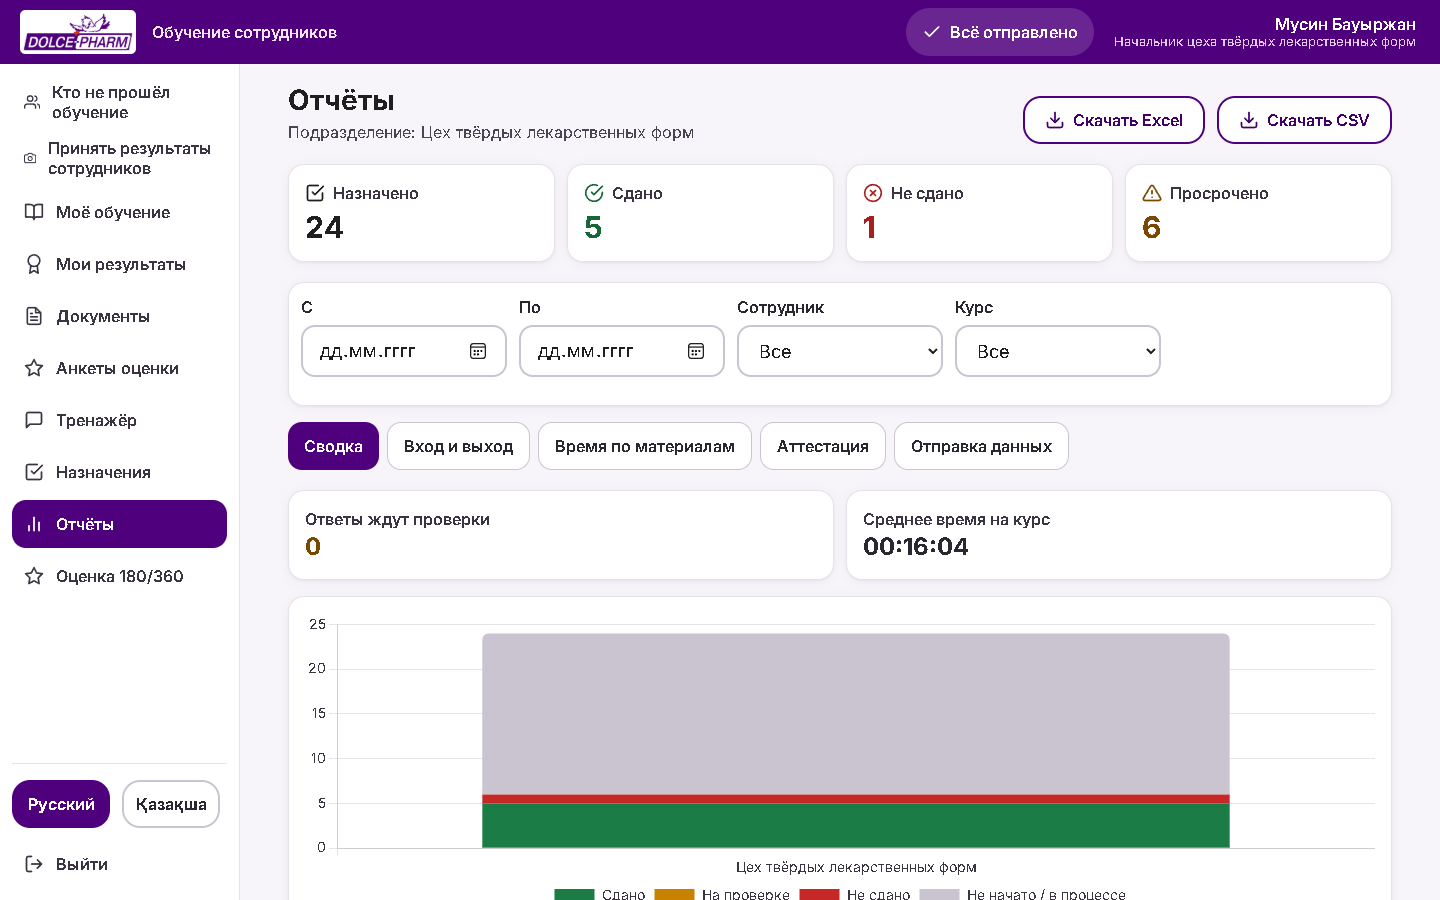 DOLCE-PHARM
Обучение сотрудников
Всё отправлено
Мусин Бауыржан
Начальник цеха твёрдых лекарственных форм
Кто не прошёл
обучение
Принять результаты
сотрудников
Моё обучение
Мои результаты
Документы
Анкеты оценки
Тренажёр
Назначения
Отчёты
Оценка 180/360
Русский
Қазақша
Выйти
Отчёты
Подразделение: Цех твёрдых лекарственных форм
Скачать Excel
Скачать CSV
Назначено
24
Сдано
5
Не сдано
1
Просрочено
6
С
дд.мм.гггг
По
дд.мм.гггг
Сотрудник
Все
Курс
Все
Сводка
Вход и выход
Время по материалам
Аттестация
Отправка данных
Ответы ждут проверки
0
Среднее время на курс
00:16:04
25
20
15
10
5
0
Цех твёрдых лекарственных форм
Сдано
На проверке
Не сдано
Не начато / в процессе